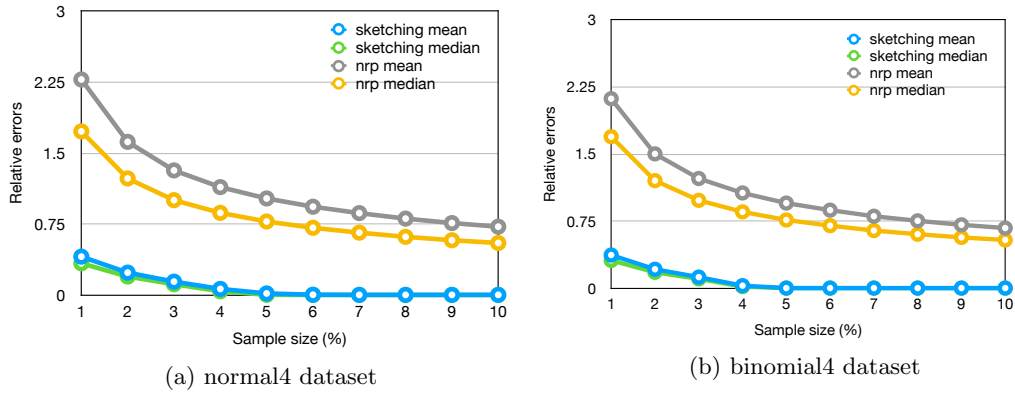 3
2.25
1.5
0.75
0
Relative errors
sketching mean
sketching median
nrp mean
nrp median
1 2 3 4 5 6 7 8 9 10
Sample size (%)
(a) normal4 dataset
3
2.25
1.5
0.75
0
Relative errors
sketching mean
sketching median
nrp mean
nrp median
1 2 3 4 5 6 7 8 9 10
Sample size (%)
(b) binomial4 dataset